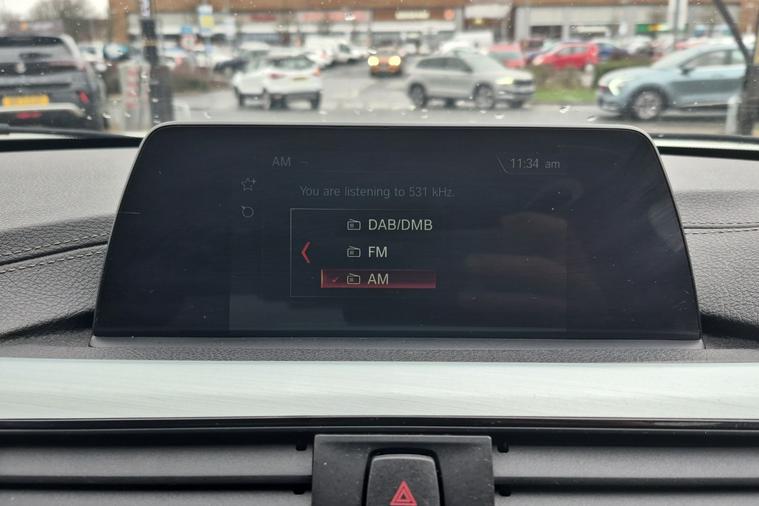 AM
11:34 am
You are listening to 531 kHz.
DAB/DMB
FM
AM